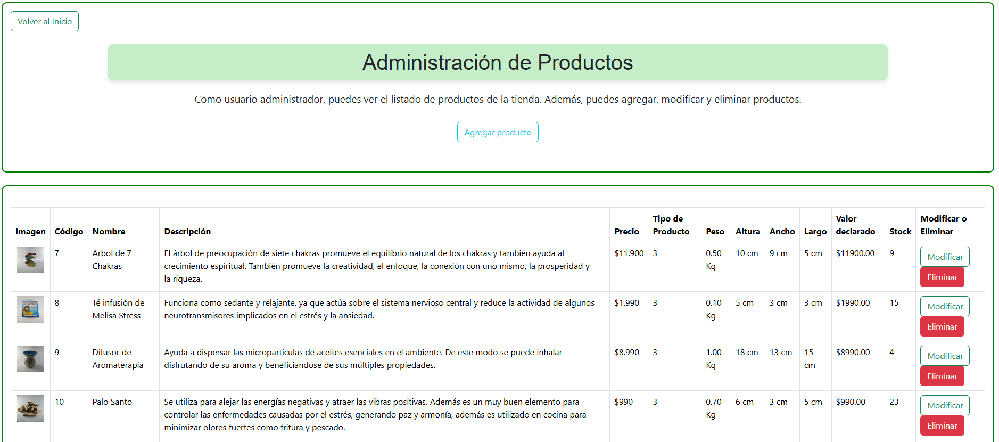 Volver al Inicio
Administración de Productos
Como usuario administrador, puedes ver el listado de productos de la tienda. Además, puedes agregar, modificar y eliminar productos.
Agregar producto
Imagen Código Nombre Descripción Precio Tipo de Producto Peso Altura Ancho Largo Valor declarado Stock Modificar o Eliminar
7 Arbol de 7 El árbol de preocupación de siete chakras promueve el equilibrio natural de los chakras y también ayuda al $11.900 3 0.50 10 cm 9 cm 5 cm $11900.00 9 Modificar
Chakras crecimiento espiritual. También promueve la creatividad, el enfoque, la conexión con uno mismo, la prosperidad y Kg
la riqueza. Eliminar
8 Té infusión de Funciona como sedante y relajante, ya que actúa sobre el sistema nervioso central y reduce la actividad de algunos $1.990 3 0.10 5 cm 3 cm 3 cm $1990.00 15 Modificar
Melisa Stress neurotransmisores implicados en el estrés y la ansiedad. Kg
Eliminar
9 Difusor de Ayuda a dispersar las microparticulas de aceites esenciales en el ambiente. De este modo se puede inhalar $8.990 3 1.00 18 cm 13 cm 15 $8990.00 4 Modificar
Aromaterapia disfrutando de su aroma y beneficiandose de sus múltiples propiedades. Kg cm
Eliminar
10 Palo Santo Se utiliza para alejar las energías negativas y atraer las vibras positivas. Además es un muy buen elemento para $990 3 0.70 6 cm 3 cm 5 cm $990.00 23 Modificar
controlar las enfermedades causadas por el estrés, generando paz y armonía, además es utilizado en cocina para Kg
minimizar olores fuertes como fritura y pescado. Eliminar